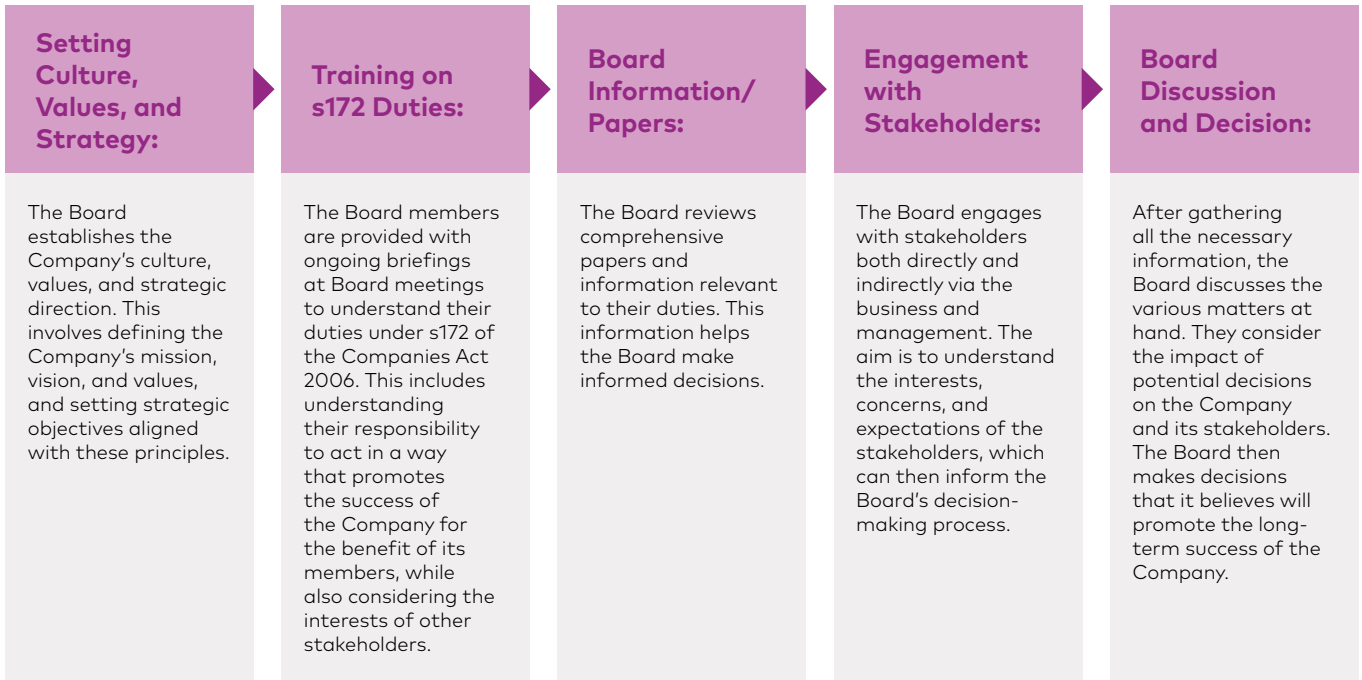 Setting
Culture,
Values, and
Strategy:
The Board
establishes the
Company's culture,
values, and strategic
direction. This
involves defining the
Company's mission,
vision, and values,
and setting strategic
objectives aligned
with these principles.
Training on
s172 Duties:
The Board members
are provided with
ongoing briefings
at Board meetings
to understand their
duties under s172 of
the Companies Act
2006. This includes
understanding
their responsibility
to act in a way
that promotes
the success of
the Company for
the benefit of its
members, while
also considering the
interests of other
stakeholders.
Board
Information/
Papers:
The Board reviews
comprehensive
papers and
information relevant
to their duties. This
information helps
the Board make
informed decisions.
Engagement
with
Stakeholders:
The Board engages
with stakeholders
both directly and
indirectly via the
business and
management. The
aim is to understand
the interests,
concerns, and
expectations of the
stakeholders, which
can then inform the
Board's decision-
making process.
Board
Discussion
and Decision:
After gathering
all the necessary
information, the
Board discusses the
various matters at
hand. They consider
the impact of
potential decisions
on the Company
and its stakeholders.
The Board then
makes decisions
that it believes will
promote the long-
term success of the
Company.